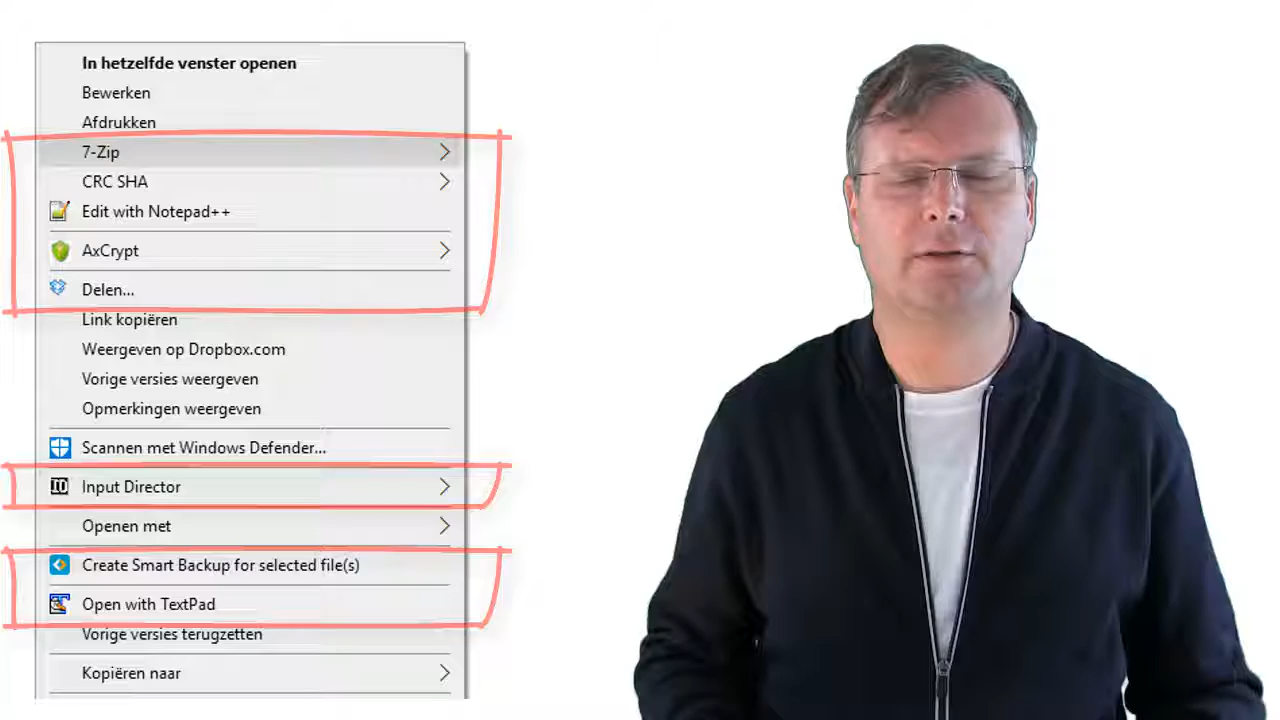 In hetzelfde venster openen
Bewerken
Afdrukken
7-Zip
CRC SHA
Edit with Notepad++
AxCrypt
Delen...
Link kopiëren
Weergeven op Dropbox.com
Vorige versies weergeven
Opmerkingen weergeven
Scannen met Windows Defender...
Input Director
Openen met
Create Smart Backup for selected file(s)
Open with TextPad
Vorige versies terugzetten
Kopiëren naar